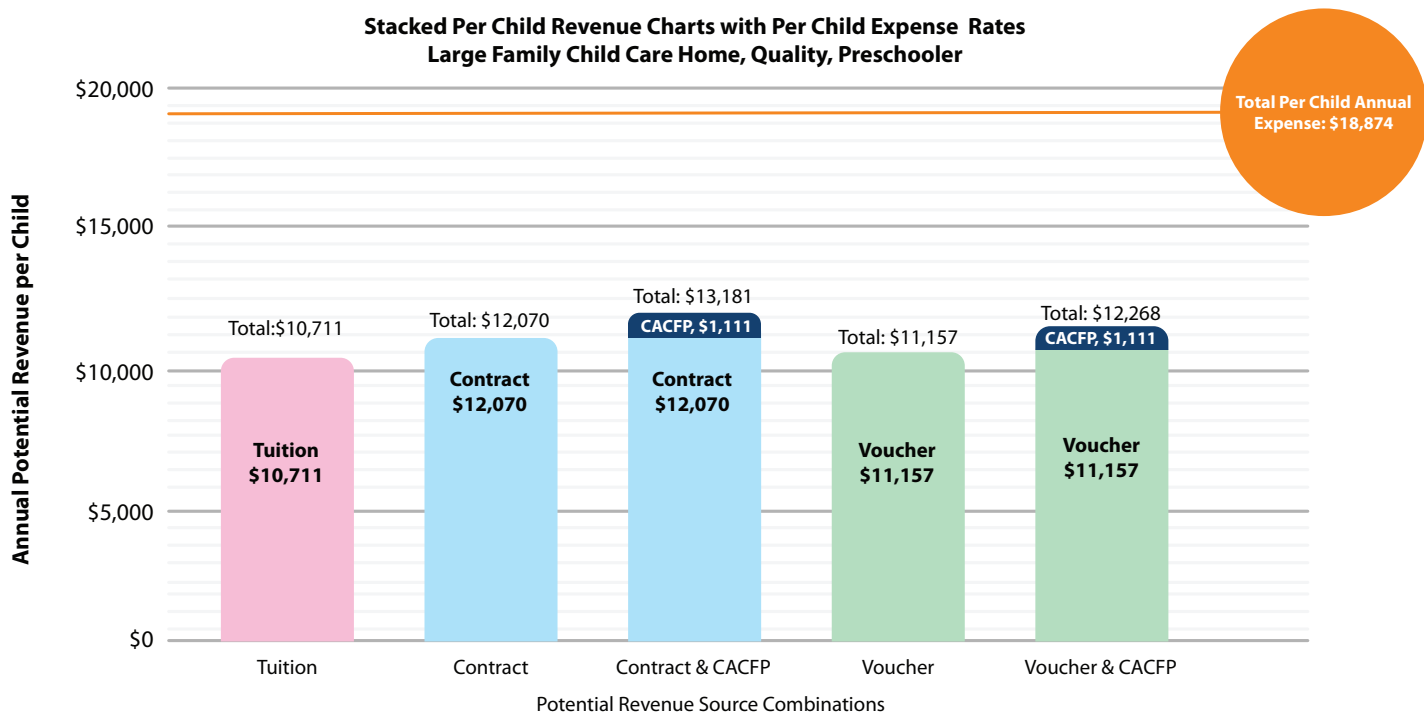 Stacked Per Child Revenue Charts with Per Child Expense Rates
Large Family Child Care Home, Quality, Preschooler
Total Per Child Annual
Expense: $18,874
Annual Potential Revenue per Child
$20,000
$15,000
$10,000
$5,000
$0
Total:$10,711
Tuition
$10,711
Total: $12,070
Contract
$12,070
Total: $13,181
CACFP, $1,111
Contract
$12,070
Total: $11,157
Voucher
$11,157
Total: $12,268
CACFP, $1,111
Voucher
$11,157
Tuition
Contract
Contract & CACFP
Voucher
Voucher & CACFP
Potential Revenue Source Combinations